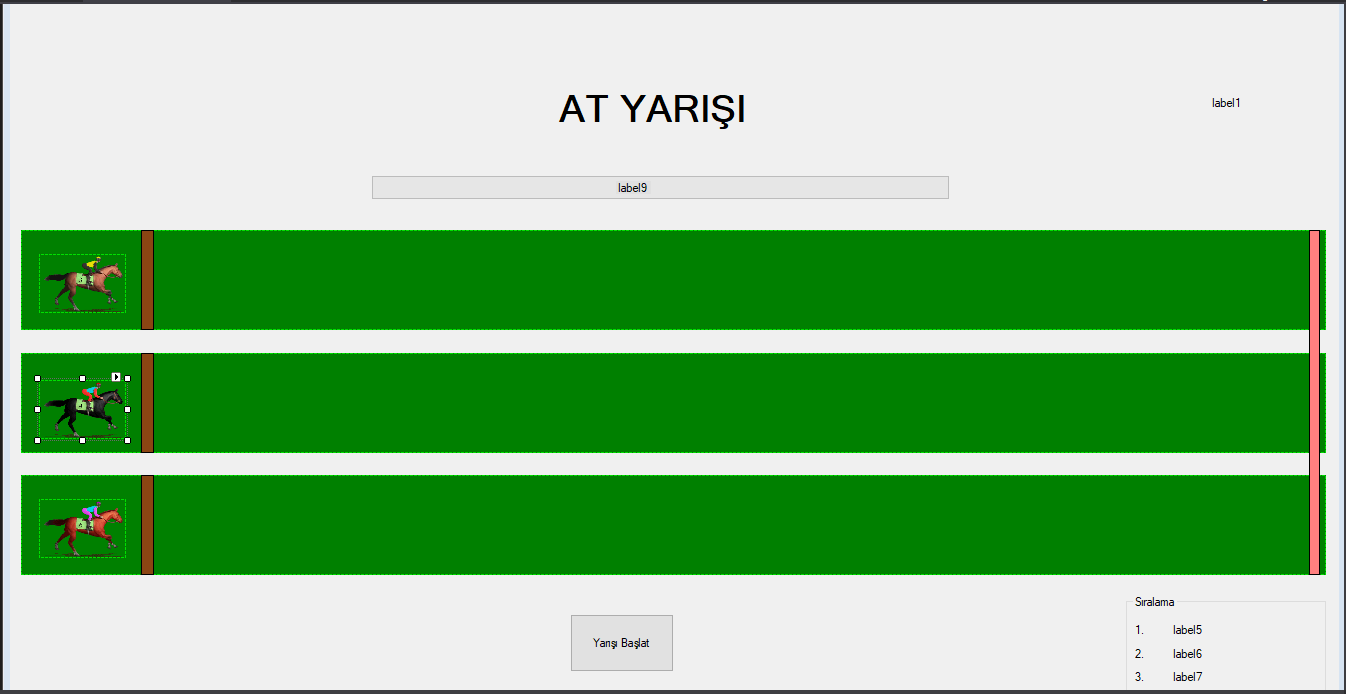 AT YARIŞI
label1
label9
Yarışı Başlat
Sıralama
1. label5
2. label6
3. label7